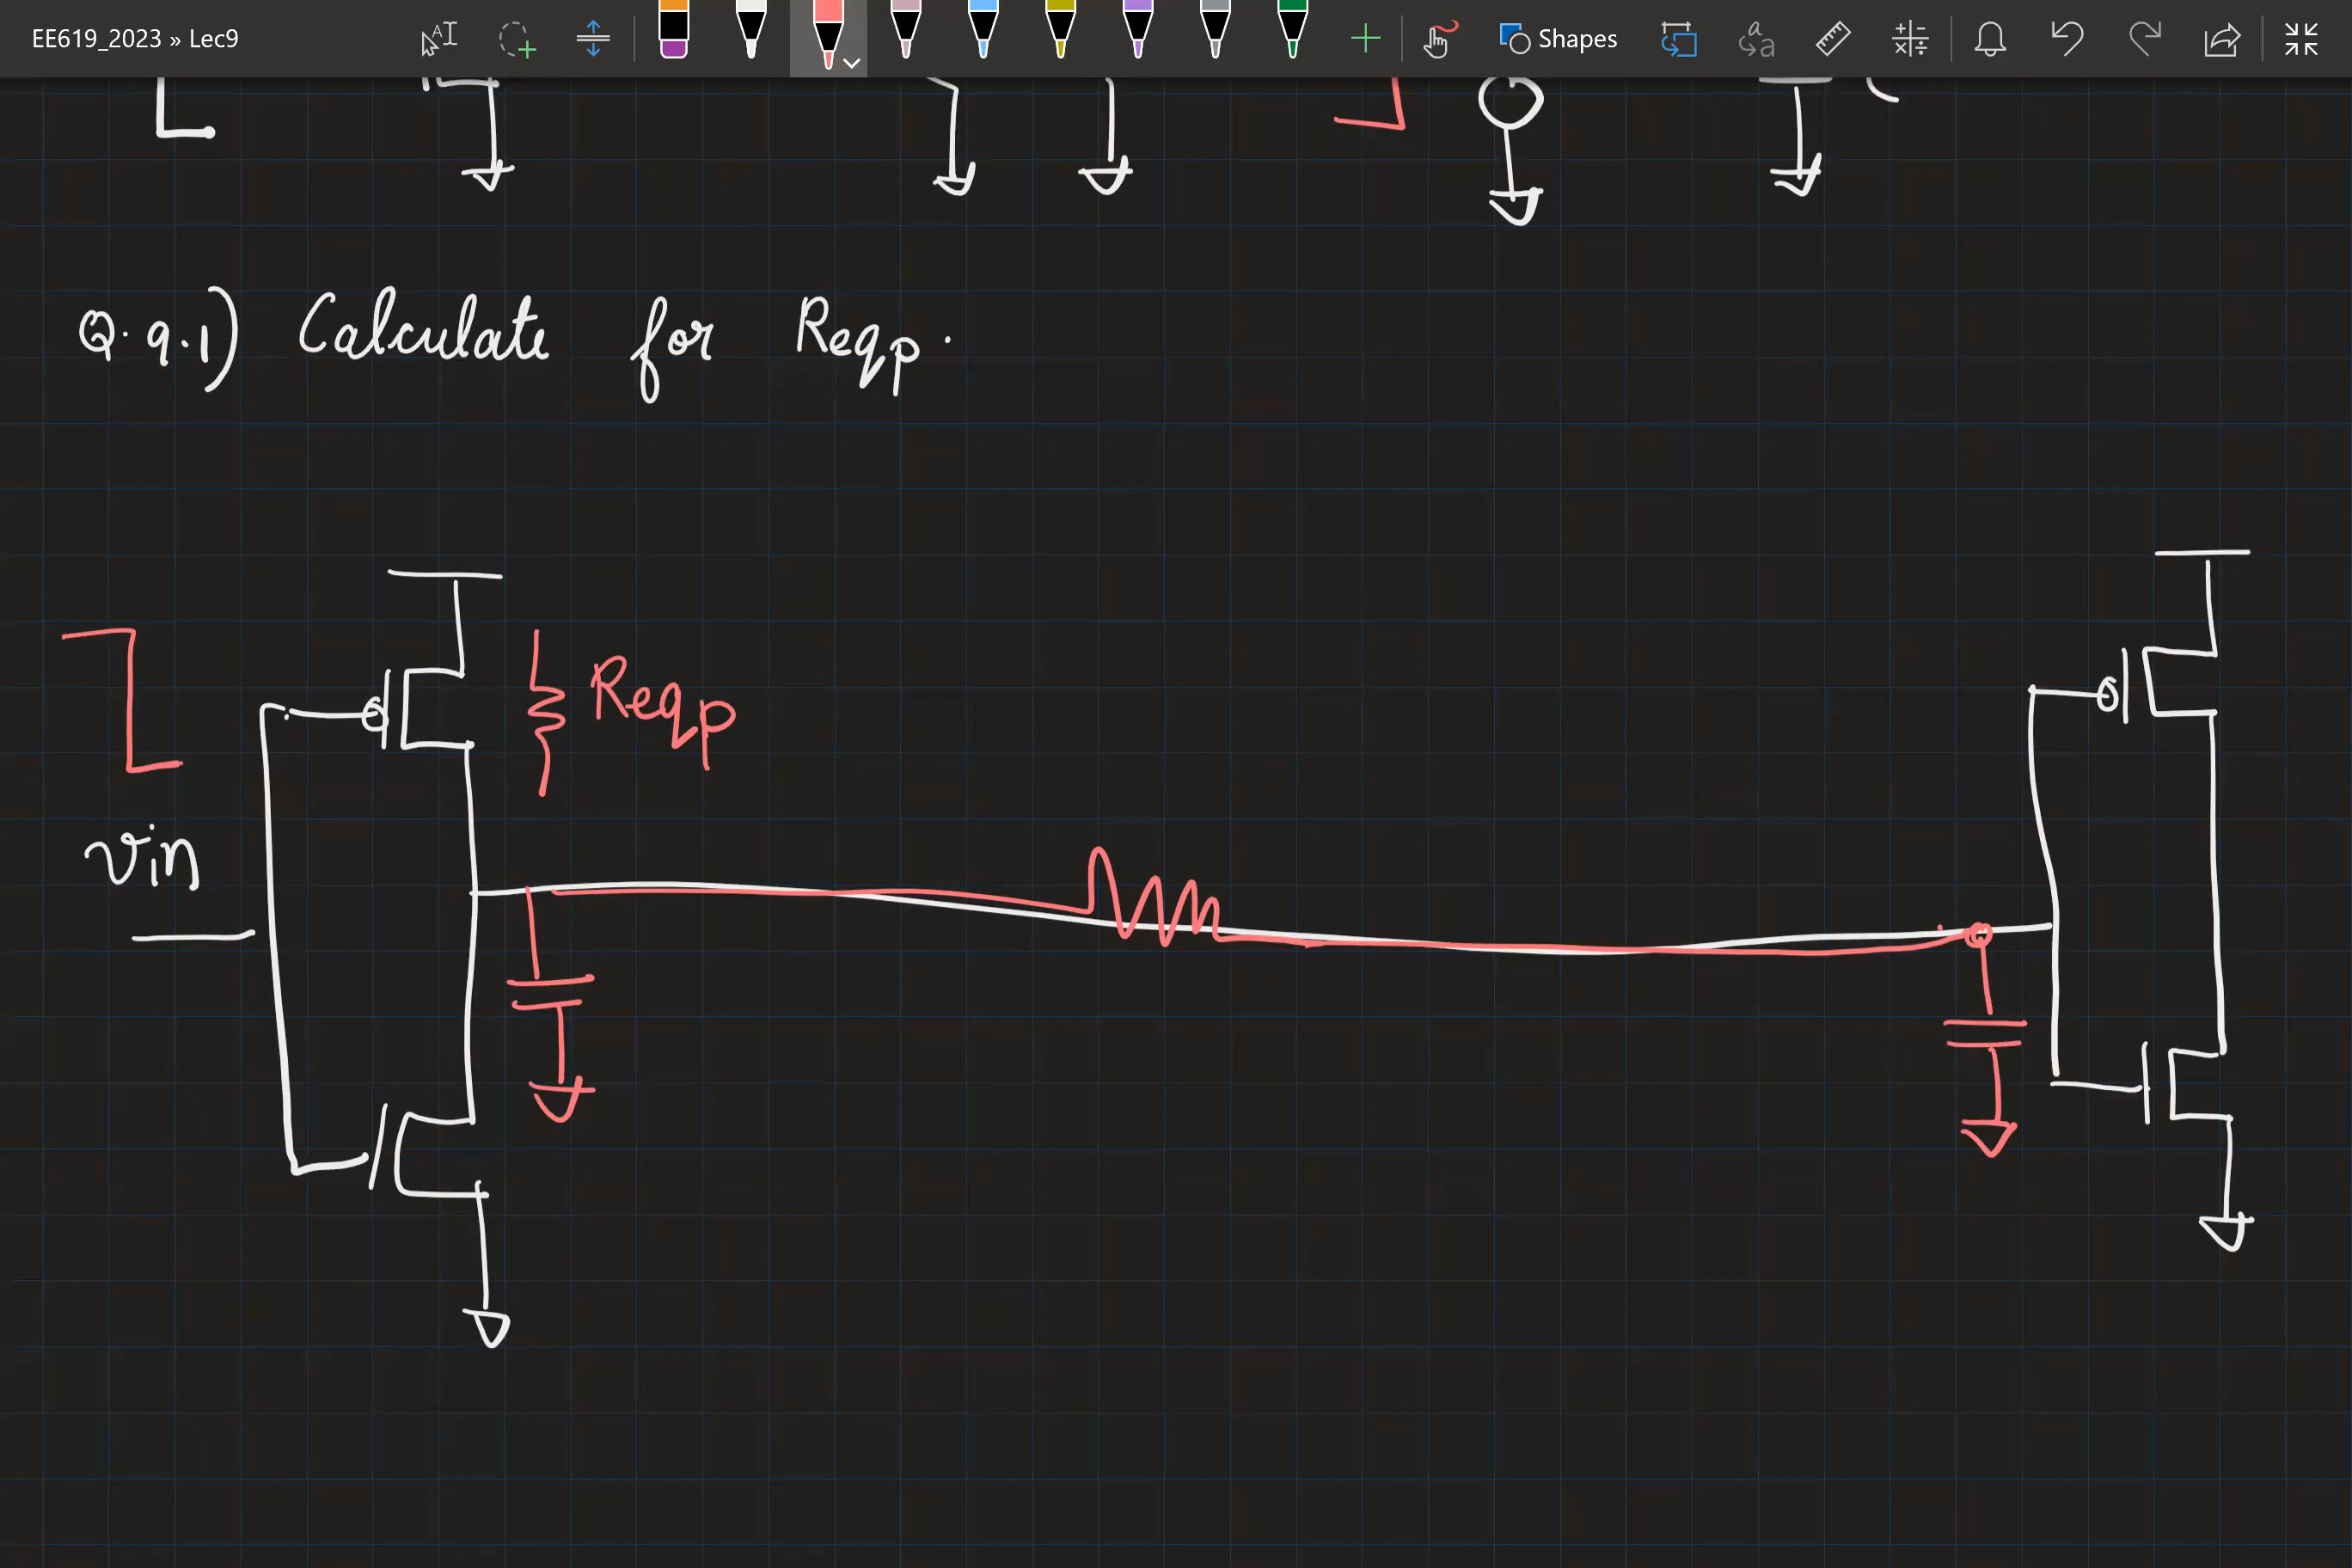 EE619_2023 » Lec9
Shapes
Q.9.1) Calculate for Reqp.
Reqp
Vin